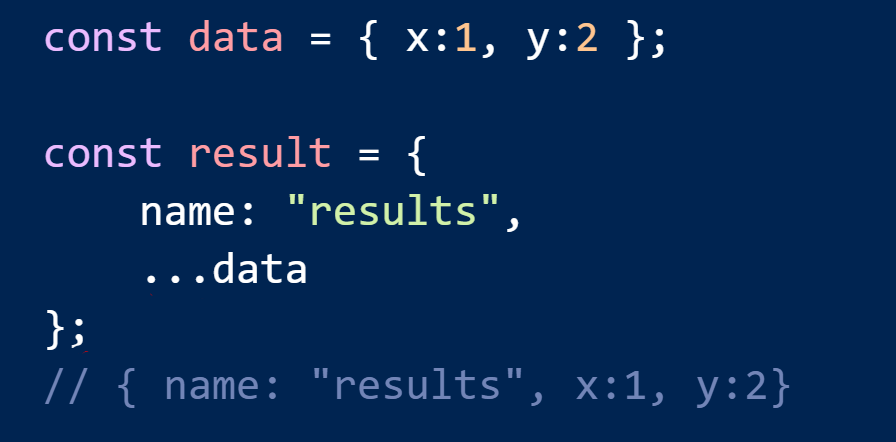 const data = { x:1, y:2 };
const result = {
    name: "results",
    ...data
};
// { name: "results", x:1, y:2}